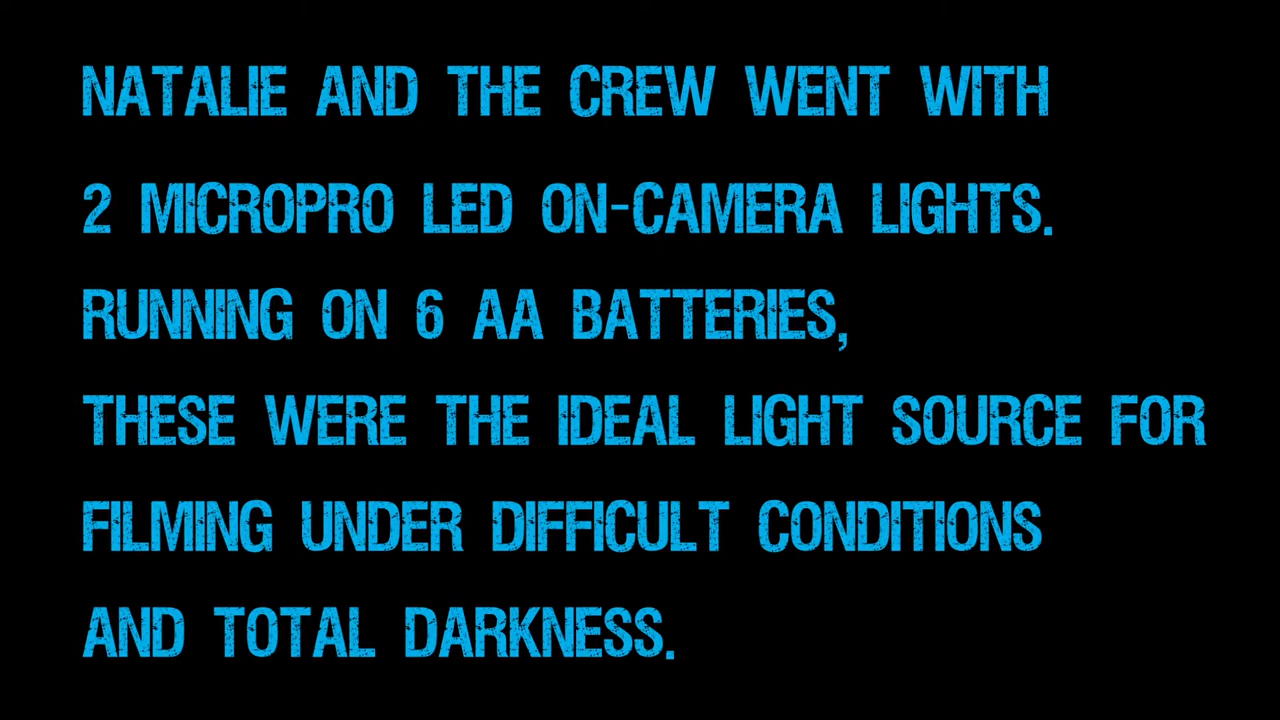 NATALIE AND THE CREW WENT WITH
2 MICROPRO LED ON-CAMERA LIGHTS.
RUNNING ON 6 AA BATTERIES,
THESE WERE THE IDEAL LIGHT SOURCE FOR
FILMING UNDER DIFFICULT CONDITIONS
AND TOTAL DARKNESS.